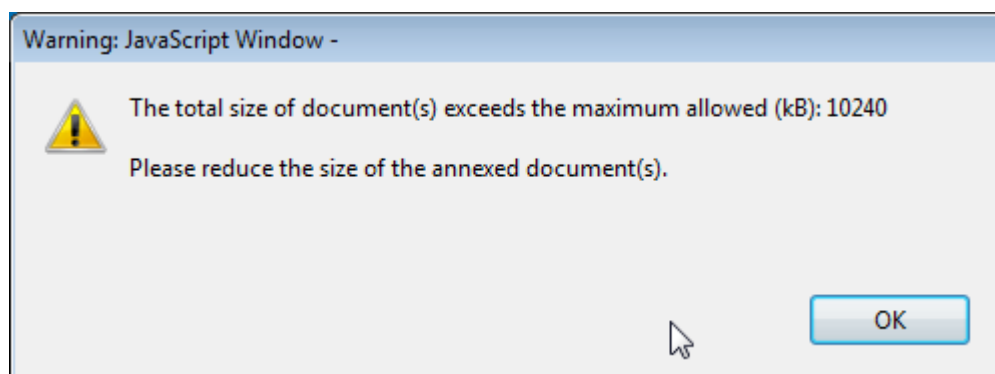 Warning: JavaScript Window -
The total size of document(s) exceeds the maximum allowed (kB): 10240
Please reduce the size of the annexed document(s).
OK